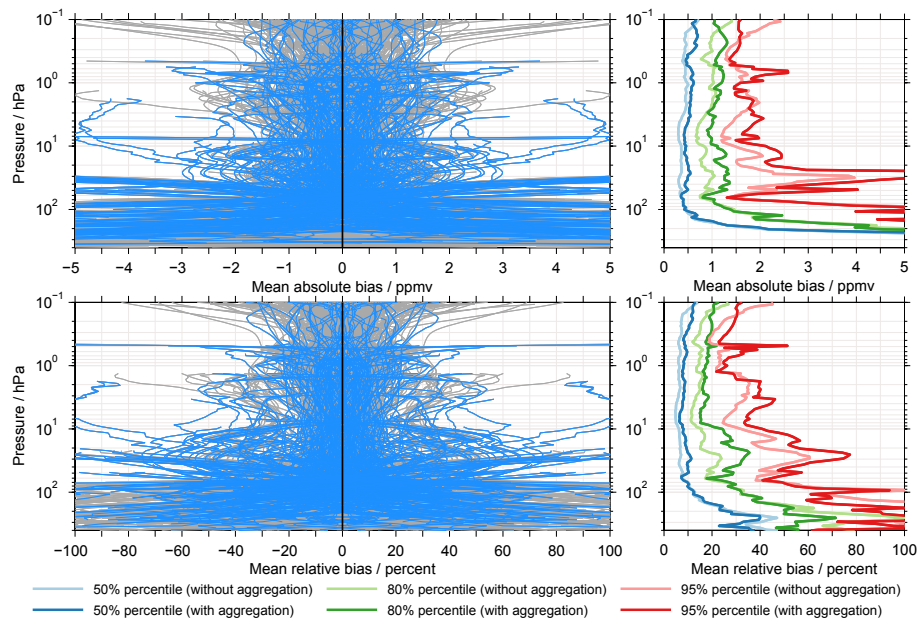 10⁻¹ 10⁻¹
10⁰ 10⁰
10¹ 10¹
10² 10²
Pressure / hPa
−5 −4 −3 −2 −1 0 1 2 3 4 5 0 1 2 3 4 5
Mean absolute bias / ppmv Mean absolute bias / ppmv
10⁻¹ 10⁻¹
10⁰ 10⁰
10¹ 10¹
10² 10²
Pressure / hPa
−100 −80 −60 −40 −20 0 20 40 60 80 100 0 20 40 60 80 100
Mean relative bias / percent Mean relative bias / percent
50% percentile (without aggregation) 80% percentile (without aggregation) 95% percentile (without aggregation)
50% percentile (with aggregation) 80% percentile (with aggregation) 95% percentile (with aggregation)